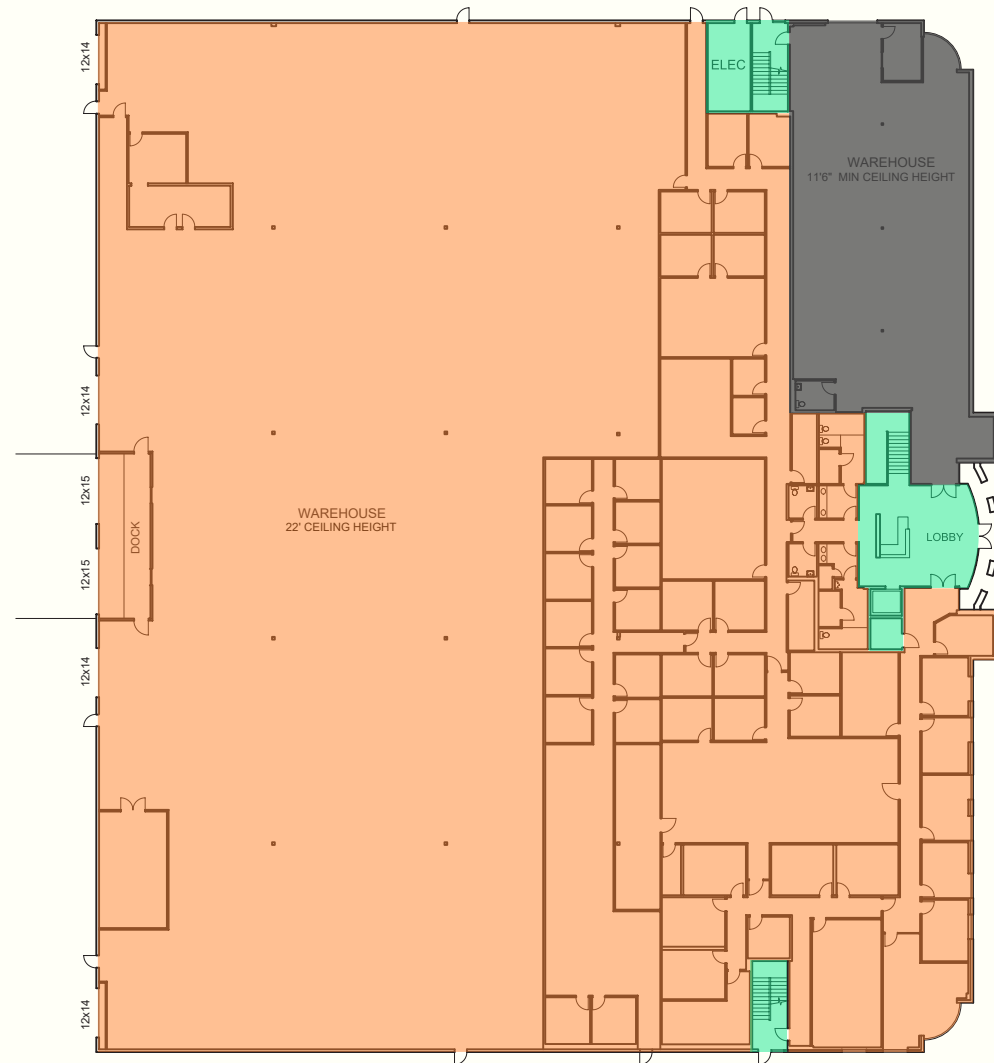 12x14
ELEC
WAREHOUSE
11'6" MIN CEILING HEIGHT
12x14
12x15
WAREHOUSE
22' CEILING HEIGHT
DOCK
LOBBY
12x15
12x14
12x14